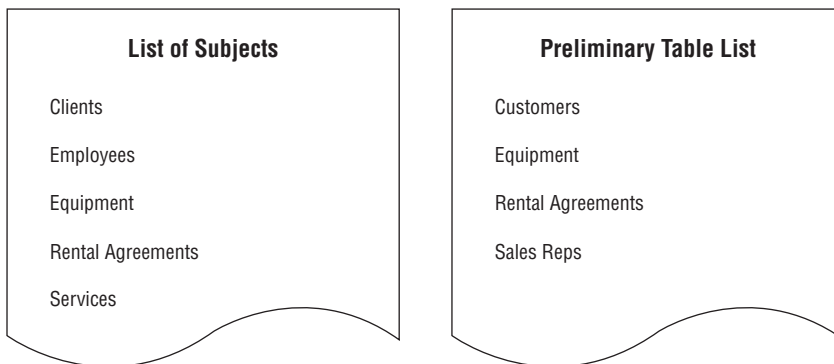 List of Subjects
Clients
Employees
Equipment
Rental Agreements
Services
Preliminary Table List
Customers
Equipment
Rental Agreements
Sales Reps